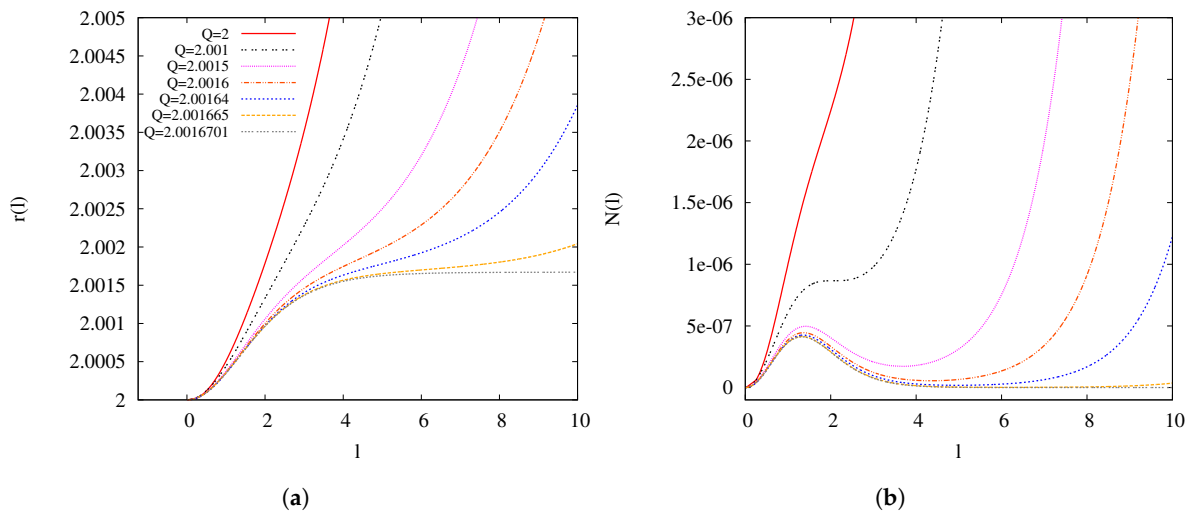 r(l)
2.005
2.0045
2.004
2.0035
2.003
2.0025
2.002
2.0015
2.001
2.0005
2
Q=2
Q=2.001
Q=2.0015
Q=2.0016
Q=2.00164
Q=2.001665
Q=2.0016701
0 2 4 6 8 10
l
(a)
N(l)
3e-06
2.5e-06
2e-06
1.5e-06
1e-06
5e-07
0
0 2 4 6 8 10
l
(b)